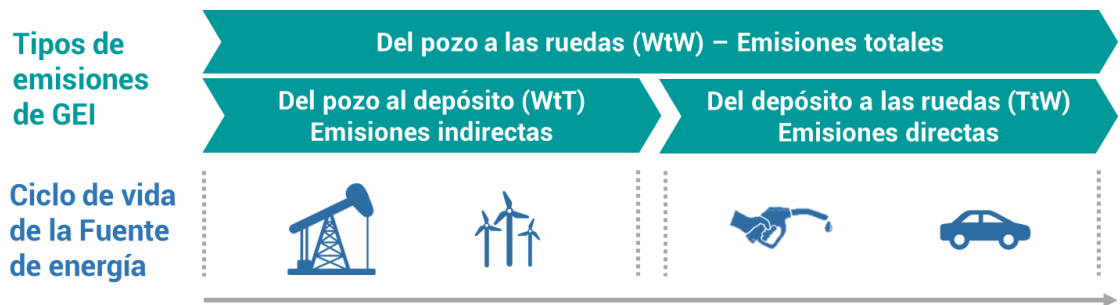 Tipos de
emisiones
de GEI
Del pozo a las ruedas (WtW) – Emisiones totales
Del pozo al depósito (WtT)
Emisiones indirectas
Del depósito a las ruedas (TtW)
Emisiones directas
Ciclo de vida
de la Fuente
de energía